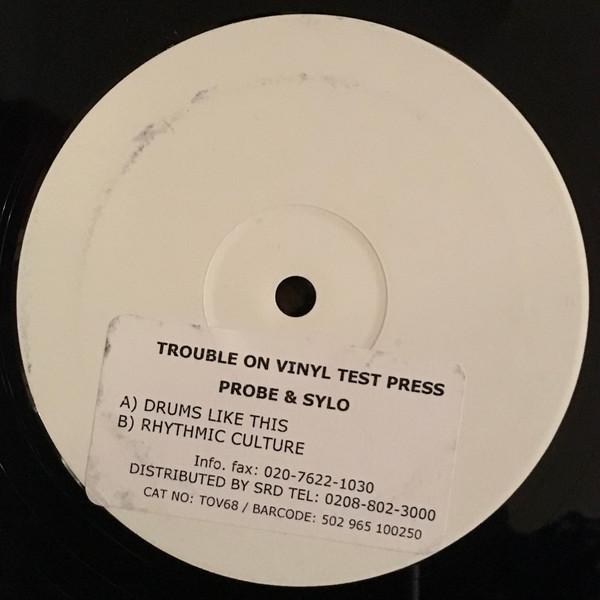 TROUBLE ON VINYL TEST PRESS
PROBE & SYLO
A) DRUMS LIKE THIS
B) RHYTHMIC CULTURE
Info. fax: 020-7622-1030
DISTRIBUTED BY SRD TEL: 0208-802-3000
CAT NO: TOV68 / BARCODE: 502 965 100250